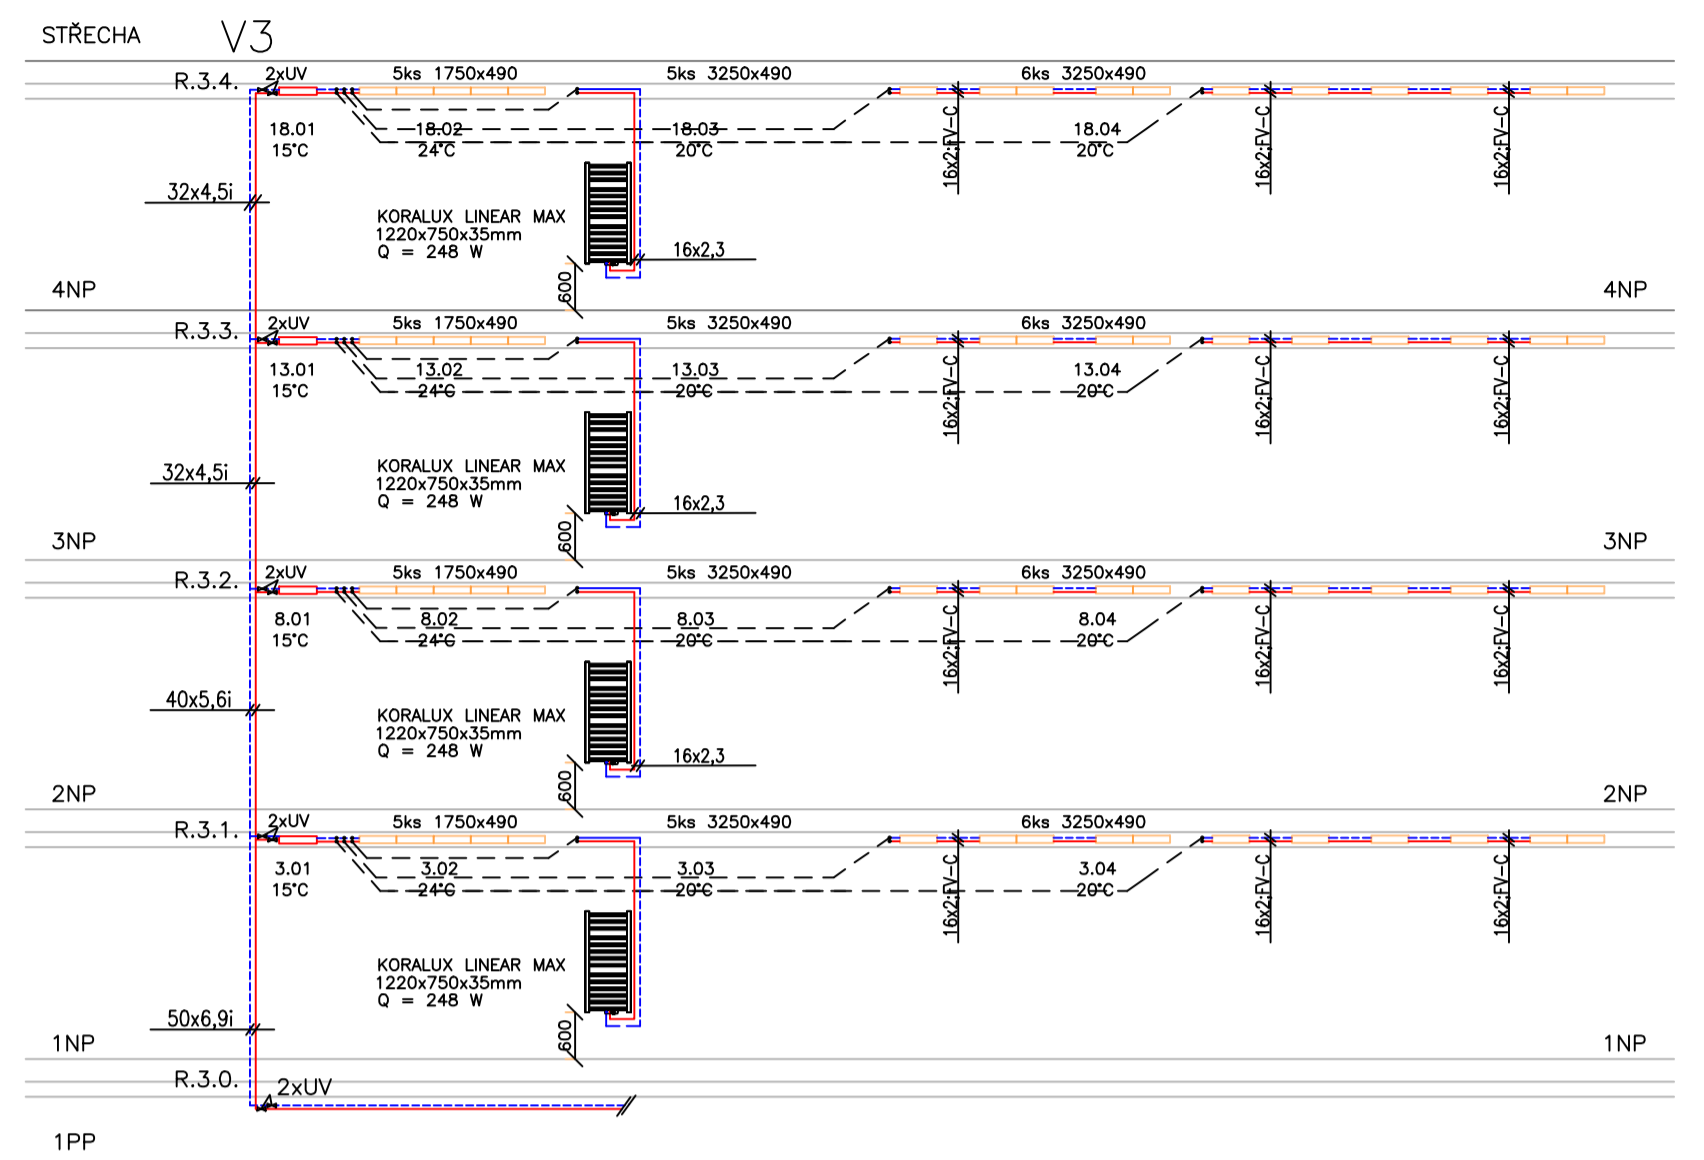 STŘECHA
V3
R.3.4.
2xUV
5ks 1750x490
5ks 3250x490
6ks 3250x490
18.01
15°C
18.02
24°C
18.03
20°C
18.04
20°C
16x2;FV-C
16x2;FV-C
16x2;FV-C
32x4,5i
KORALUX LINEAR MAX
1220x750x35mm
Q = 248 W
16x2,3
600
4NP
4NP
R.3.3.
2xUV
5ks 1750x490
5ks 3250x490
6ks 3250x490
13.01
15°C
13.02
24°C
13.03
20°C
13.04
20°C
16x2;FV-C
16x2;FV-C
16x2;FV-C
32x4,5i
KORALUX LINEAR MAX
1220x750x35mm
Q = 248 W
16x2,3
600
3NP
3NP
R.3.2.
2xUV
5ks 1750x490
5ks 3250x490
6ks 3250x490
8.01
15°C
8.02
24°C
8.03
20°C
8.04
20°C
16x2;FV-C
16x2;FV-C
16x2;FV-C
40x5,6i
KORALUX LINEAR MAX
1220x750x35mm
Q = 248 W
16x2,3
600
2NP
2NP
R.3.1.
2xUV
5ks 1750x490
5ks 3250x490
6ks 3250x490
3.01
15°C
3.02
24°C
3.03
20°C
3.04
20°C
16x2;FV-C
16x2;FV-C
16x2;FV-C
KORALUX LINEAR MAX
1220x750x35mm
Q = 248 W
50x6,9i
600
1NP
1NP
R.3.0.
2xUV
1PP